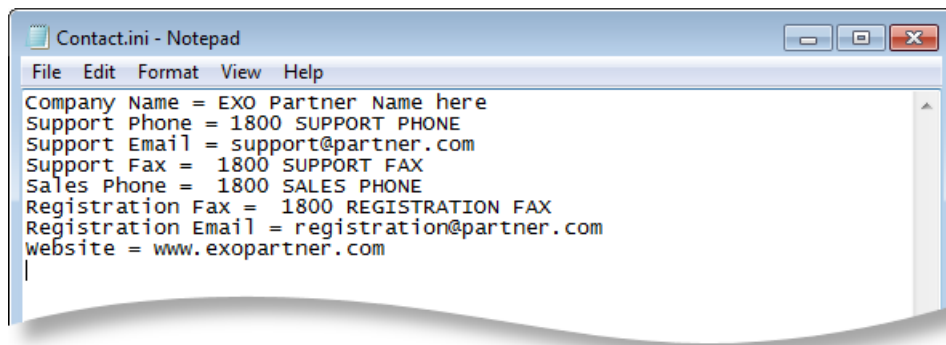 Contact.ini - Notepad
File Edit Format View Help
Company Name = EXO Partner Name here
Support Phone = 1800 SUPPORT PHONE
Support Email = support@partner.com
Support Fax =  1800 SUPPORT FAX
Sales Phone =  1800 SALES PHONE
Registration Fax =  1800 REGISTRATION FAX
Registration Email = registration@partner.com
Website = www.exopartner.com